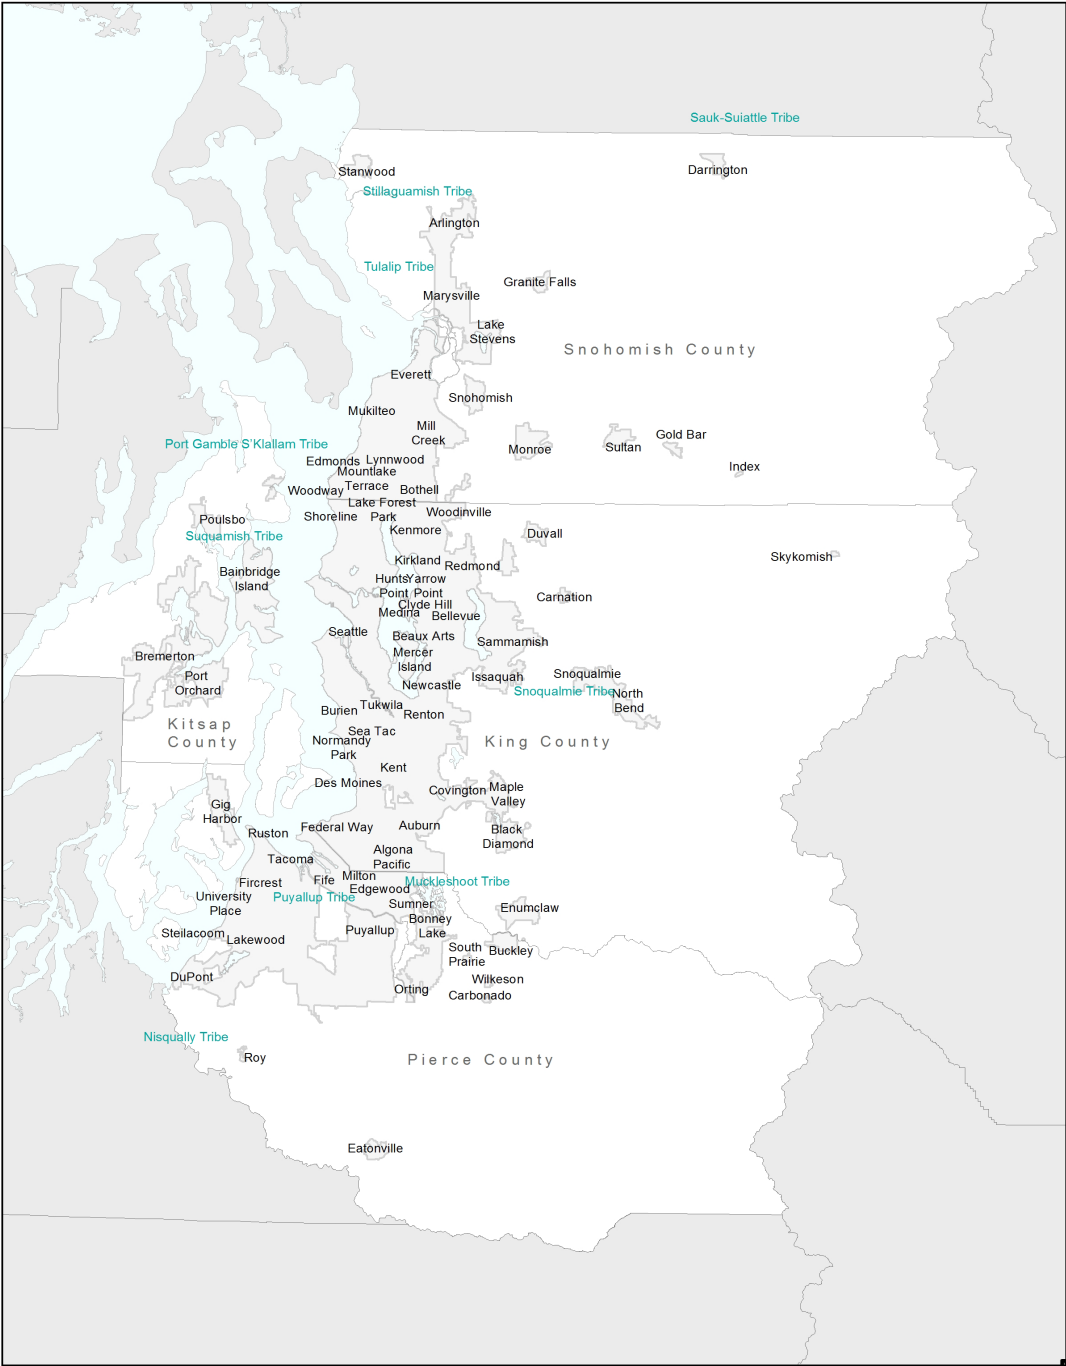 Sauk-Suiattle Tribe
Stanwood
Darrington
Stillaguamish Tribe
Arlington
Tulalip Tribe
Granite Falls
Marysville
Lake
Stevens
Snohomish County
Everett
Snohomish
Mukilteo
Mill
Creek
Gold Bar
Port Gamble S'Klallam Tribe
Monroe
Sultan
Edmonds
Lynnwood
Index
Mountlake
Terrace
Woodway
Bothell
Lake Forest
Park
Woodinville
Shoreline
Poulsbo
Kenmore
Suquamish Tribe
Duvall
Skykomish
Kirkland
Redmond
Bainbridge
Island
Hunts
Point
Yarrow
Point
Carnation
Clyde Hill
Medina
Bellevue
Seattle
Beaux Arts
Sammamish
Bremerton
Mercer
Island
Port
Orchard
Issaquah
Snoqualmie
Newcastle
Snoqualmie Tribe
North
Bend
Burien
Tukwila
Renton
Kitsap
County
Sea Tac
Normandy
Park
King County
Kent
Des Moines
Covington
Maple
Valley
Gig
Harbor
Ruston
Federal Way
Auburn
Black
Diamond
Algona
Pacific
Tacoma
Milton
Fife
Fircrest
Muckleshoot Tribe
Edgewood
University
Place
Puyallup Tribe
Sumner
Enumclaw
Bonney
Lake
Steilacoom
Lakewood
Puyallup
South
Prairie
Buckley
DuPont
Wilkeson
Orting
Carbonado
Nisqually Tribe
Roy
Pierce County
Eatonville